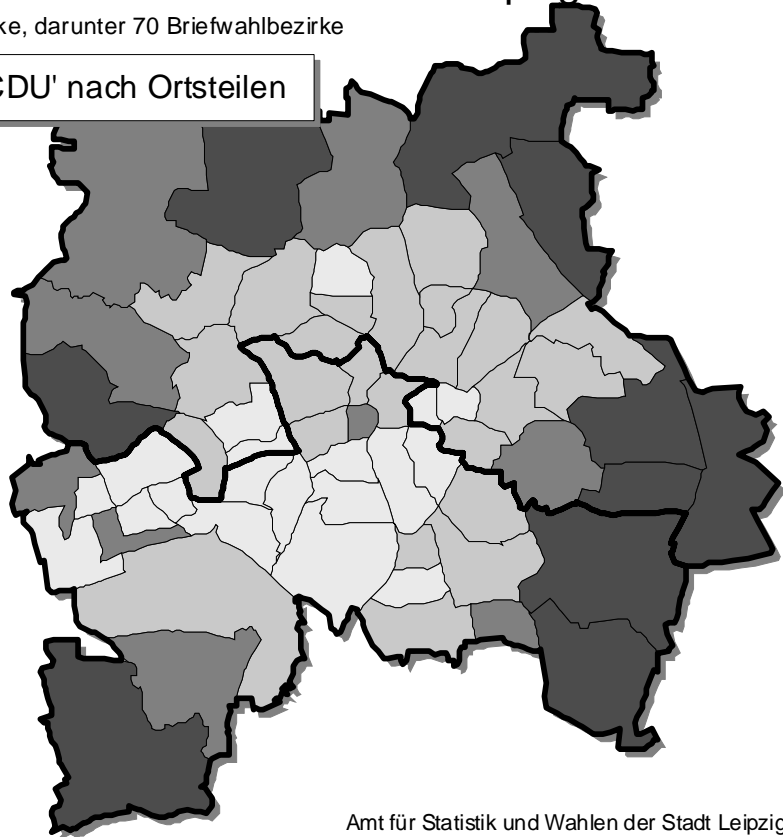 ke, darunter 70 Briefwahlbezirke
CDU' nach Ortsteilen
Amt für Statistik und Wahlen der Stadt Leipzig